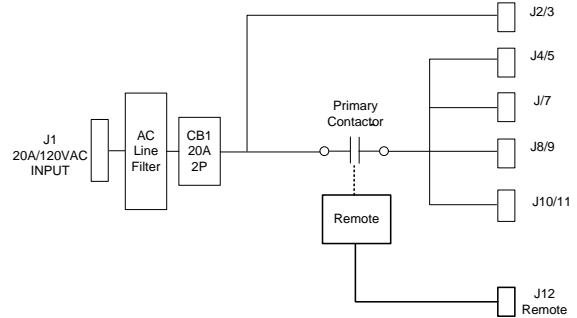 J2/3
J4/5
J/7
Primary
Contactor
J1
20A/120VAC
INPUT
AC
Line
Filter
CB1
20A
2P
J8/9
J10/11
Remote
J12
Remote